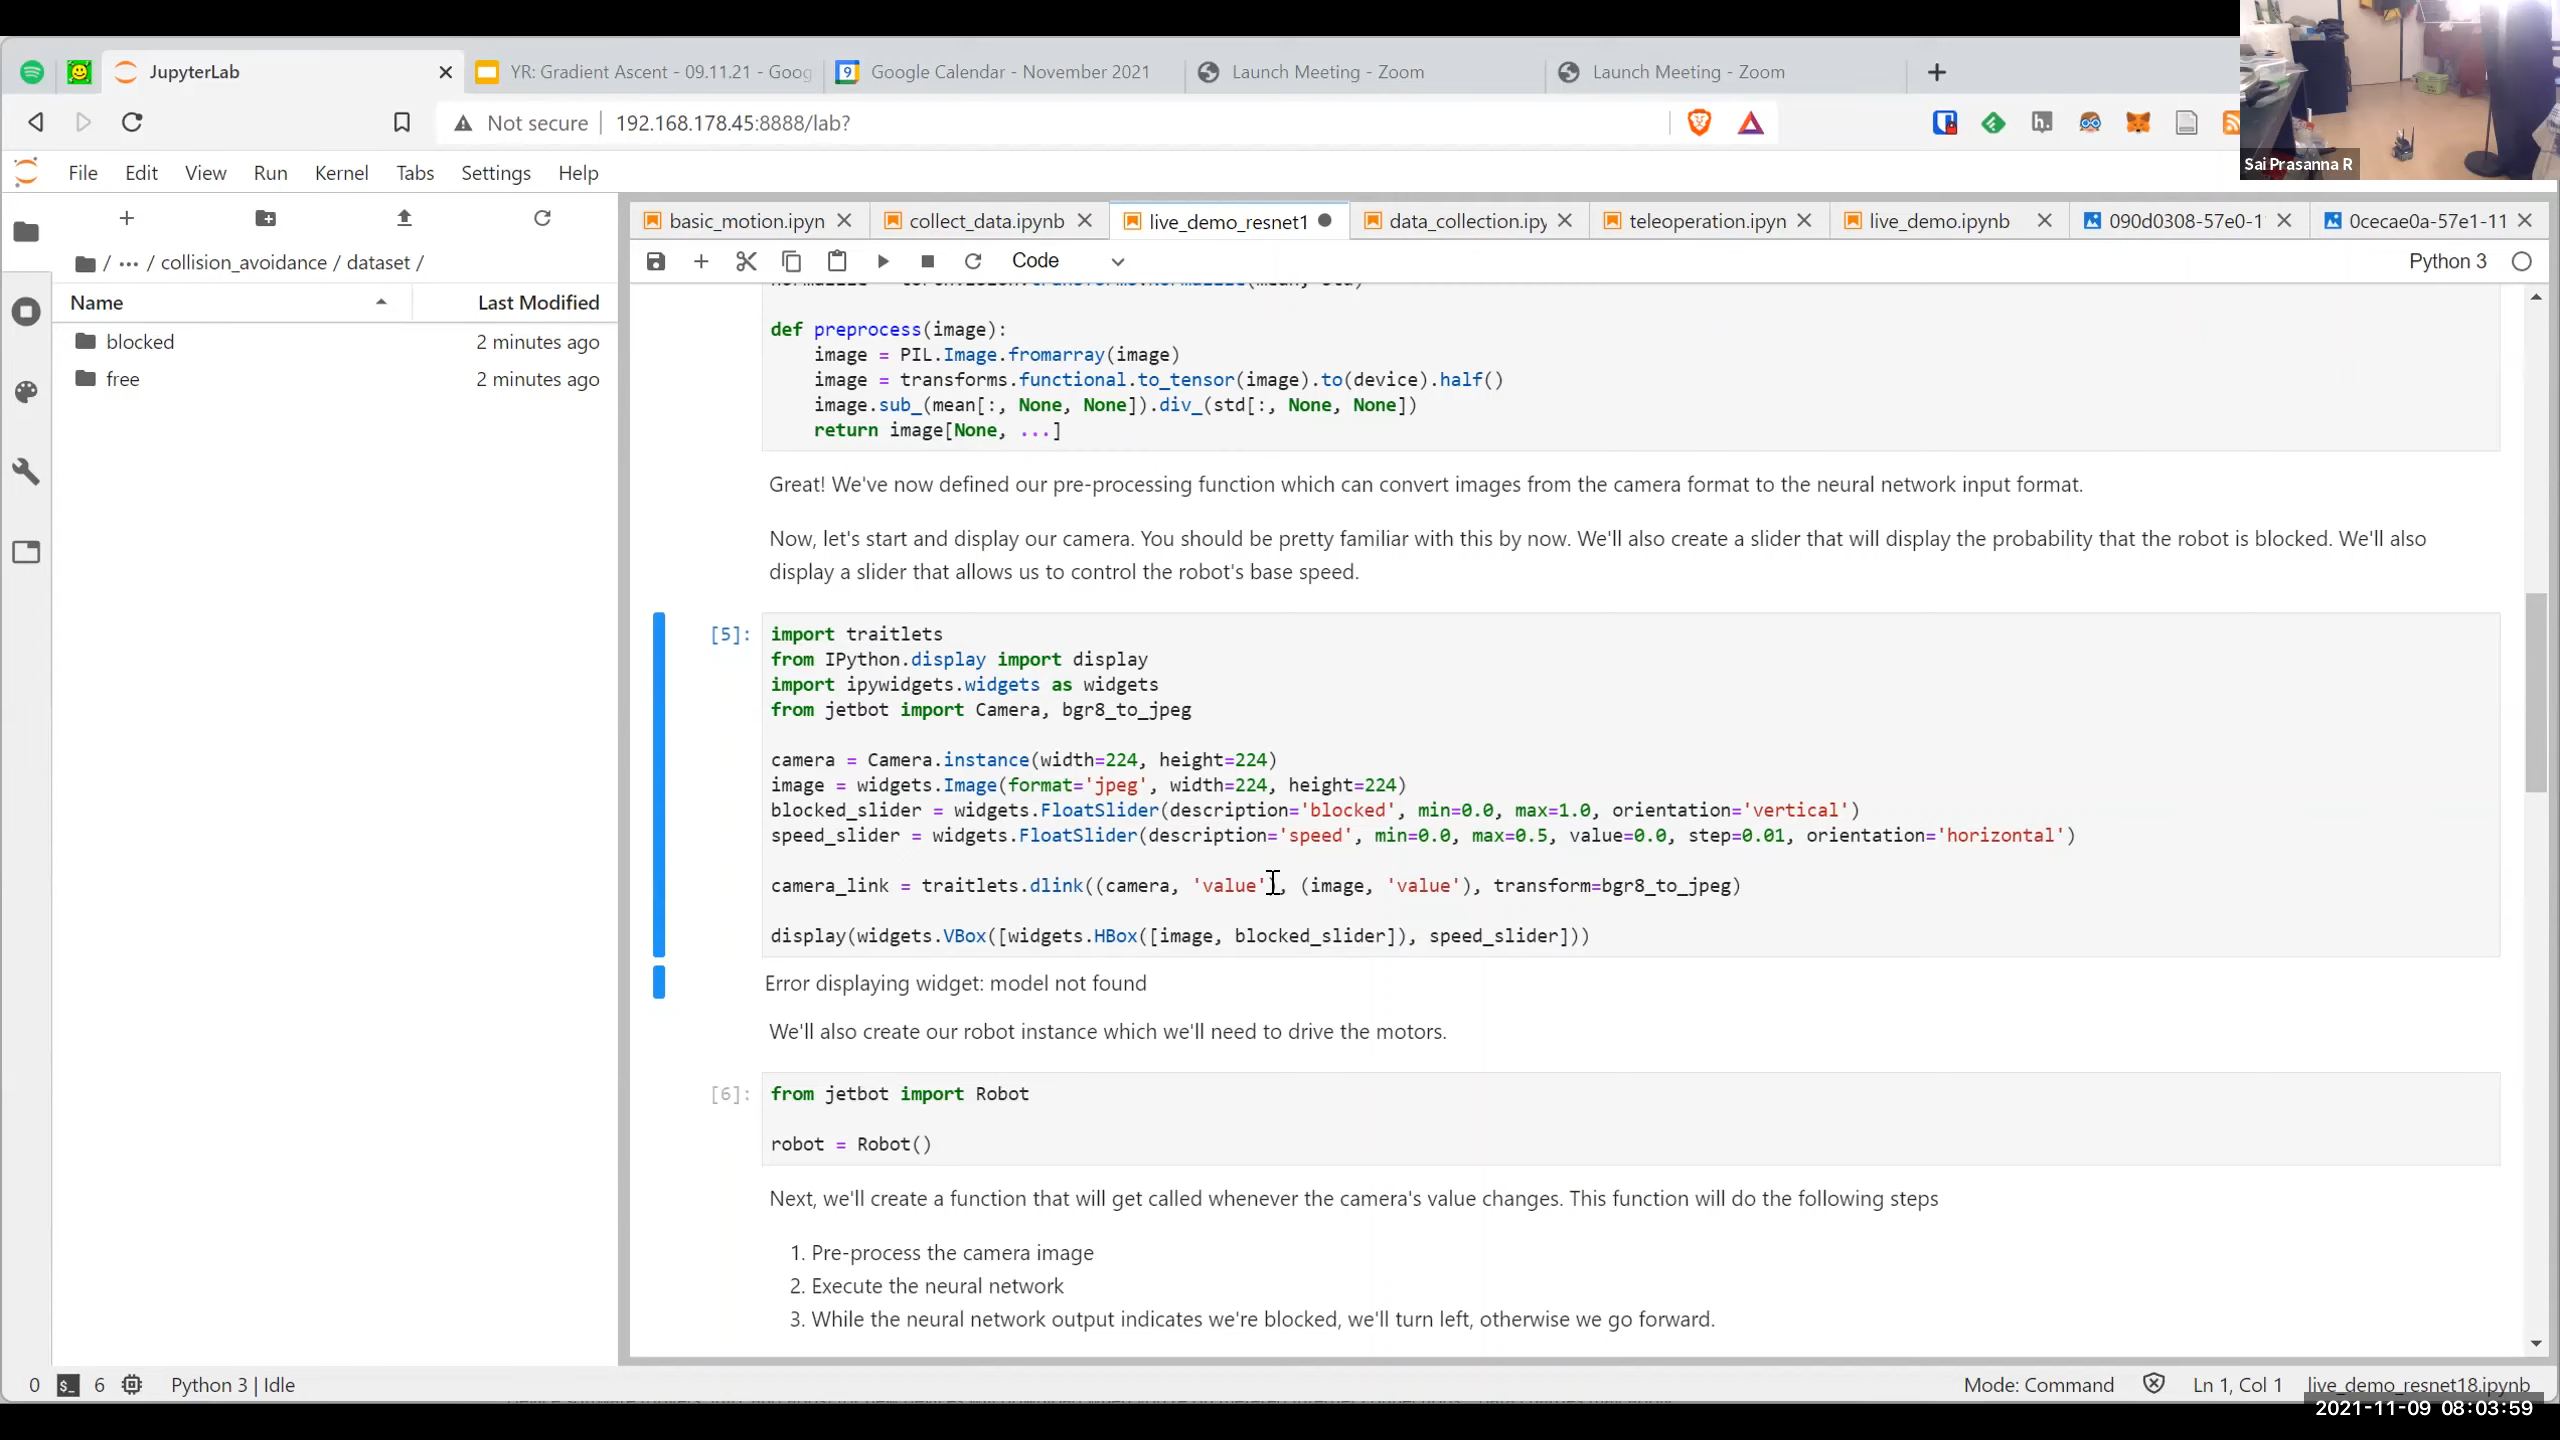 JupyterLab
YR: Gradient Ascent - 09.11.21 - Goog
9
Google Calendar - November 2021
Launch Meeting - Zoom
Launch Meeting - Zoom
Not secure
192.168.178.45:8888/lab?
h.
Sai Prasanna R
File Edit View Run Kernel Tabs Settings Help
basic_motion.ipyn
collect_data.ipynb
live_demo_resnet1
data_collection.ipy
teleoperation.ipyn
live_demo.ipynb
090d0308-57e0-1
0cecae0a-57e1-11
Code
Python 3
/ ··· / collision_avoidance / dataset /
Name Last Modified
blocked 2 minutes ago
free 2 minutes ago
def preprocess(image):
    image = PIL.Image.fromarray(image)
    image = transforms.functional.to_tensor(image).to(device).half()
    image.sub_(mean[:, None, None]).div_(std[:, None, None])
    return image[None, ...]
Great! We've now defined our pre-processing function which can convert images from the camera format to the neural network input format.
Now, let's start and display our camera. You should be pretty familiar with this by now. We'll also create a slider that will display the probability that the robot is blocked. We'll also
display a slider that allows us to control the robot's base speed.
[5]:
import traitlets
from IPython.display import display
import ipywidgets.widgets as widgets
from jetbot import Camera, bgr8_to_jpeg
camera = Camera.instance(width=224, height=224)
image = widgets.Image(format='jpeg', width=224, height=224)
blocked_slider = widgets.FloatSlider(description='blocked', min=0.0, max=1.0, orientation='vertical')
speed_slider = widgets.FloatSlider(description='speed', min=0.0, max=0.5, value=0.0, step=0.01, orientation='horizontal')
camera_link = traitlets.dlink((camera, 'value'), (image, 'value'), transform=bgr8_to_jpeg)
display(widgets.VBox([widgets.HBox([image, blocked_slider]), speed_slider]))
Error displaying widget: model not found
We'll also create our robot instance which we'll need to drive the motors.
[6]:
from jetbot import Robot
robot = Robot()
Next, we'll create a function that will get called whenever the camera's value changes. This function will do the following steps
1. Pre-process the camera image
2. Execute the neural network
3. While the neural network output indicates we're blocked, we'll turn left, otherwise we go forward.
0 $_ 6 Python 3 | Idle
Mode: Command Ln 1, Col 1 live_demo_resnet18.ipynb
2021-11-09 08:03:59